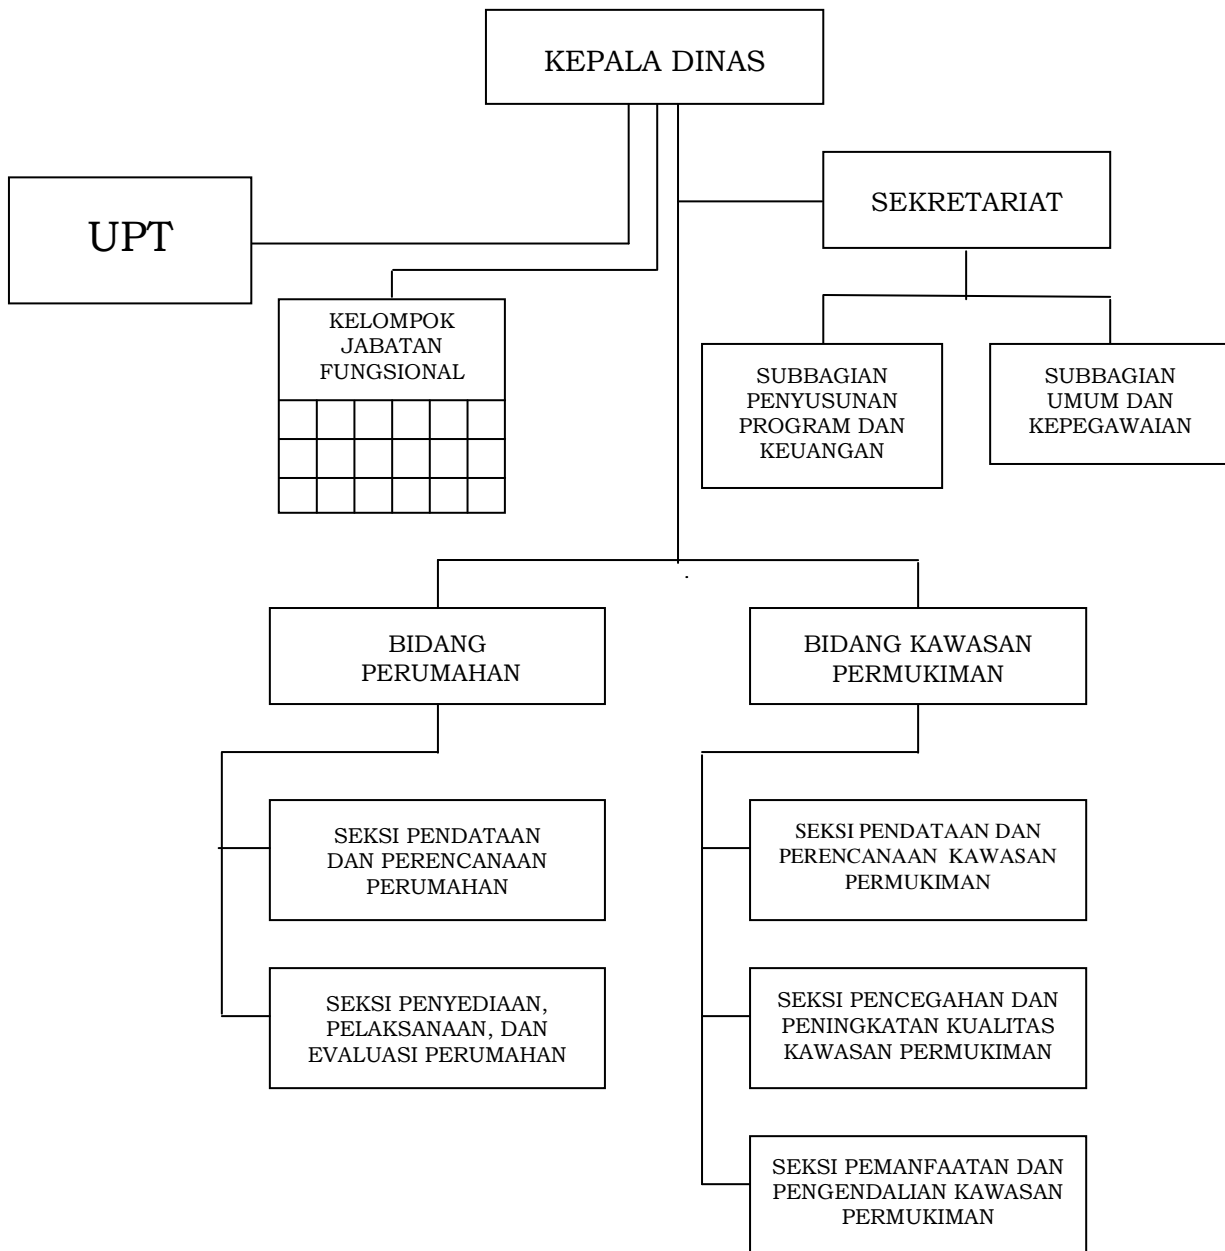 KEPALA DINAS
SEKRETARIAT
UPT
KELOMPOK
JABATAN
FUNGSIONAL
SUBBAGIAN
PENYUSUNAN
PROGRAM DAN
KEUANGAN
SUBBAGIAN
UMUM DAN
KEPEGAWAIAN
.
BIDANG
PERUMAHAN
BIDANG KAWASAN
PERMUKIMAN
SEKSI PENDATAAN
DAN PERENCANAAN
PERUMAHAN
SEKSI PENDATAAN DAN
PERENCANAAN KAWASAN
PERMUKIMAN
SEKSI PENYEDIAAN,
PELAKSANAAN, DAN
EVALUASI PERUMAHAN
SEKSI PENCEGAHAN DAN
PENINGKATAN KUALITAS
KAWASAN PERMUKIMAN
SEKSI PEMANFAATAN DAN
PENGENDALIAN KAWASAN
PERMUKIMAN